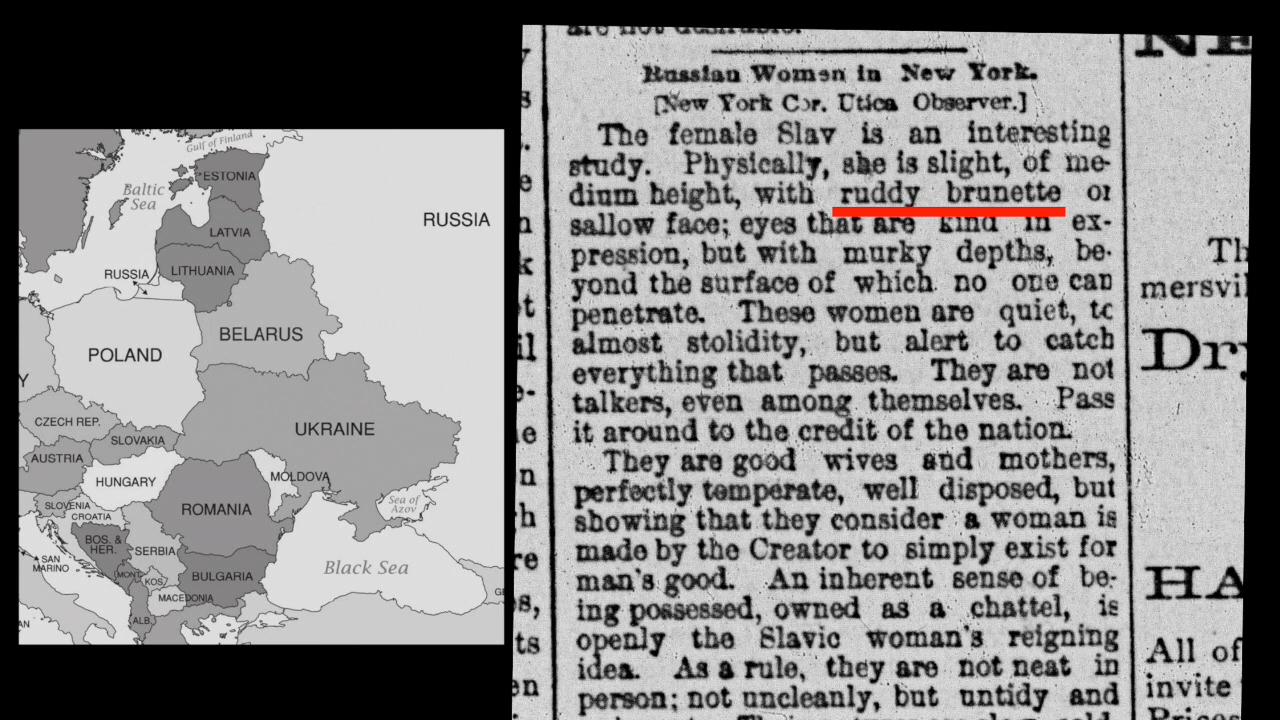 Gulf of Finland
ESTONIA
Baltic
Sea
RUSSIA
LATVIA
LITHUANIA
RUSSIA
BELARUS
POLAND
Y
CZECH REP.
UKRAINE
SLOVAKIA
AUSTRIA
HUNGARY
MOLDOVA
SLOVENIA
CROATIA
ROMANIA
Sea of
Azov
BOS. &
HER.
SERBIA
SAN
MARINO
MONT.
KOS.
BULGARIA
Black Sea
MACEDONIA
ALB.
AN
GE
are not desirable.
Russian Women in New York.
[New York Cor. Utica Observer.]
The female Slav is an interesting
study. Physically, she is slight, of me-
dium height, with ruddy brunette or
sallow face; eyes that are kind in ex-
pression, but with murky depths, be-
yond the surface of which no one can
penetrate. These women are quiet, to
almost stolidity, but alert to catch
everything that passes. They are not
talkers, even among themselves. Pass
it around to the credit of the nation.
They are good wives and mothers,
perfectly temperate, well disposed, but
showing that they consider a woman is
made by the Creator to simply exist for
man's good. An inherent sense of be-
ing possessed, owned as a chattel, is
openly the Slavic woman's reigning
idea. As a rule, they are not neat in
person; not uncleanly, but untidy and
NE
Th
mersvil
Dry
HA
All of
invite